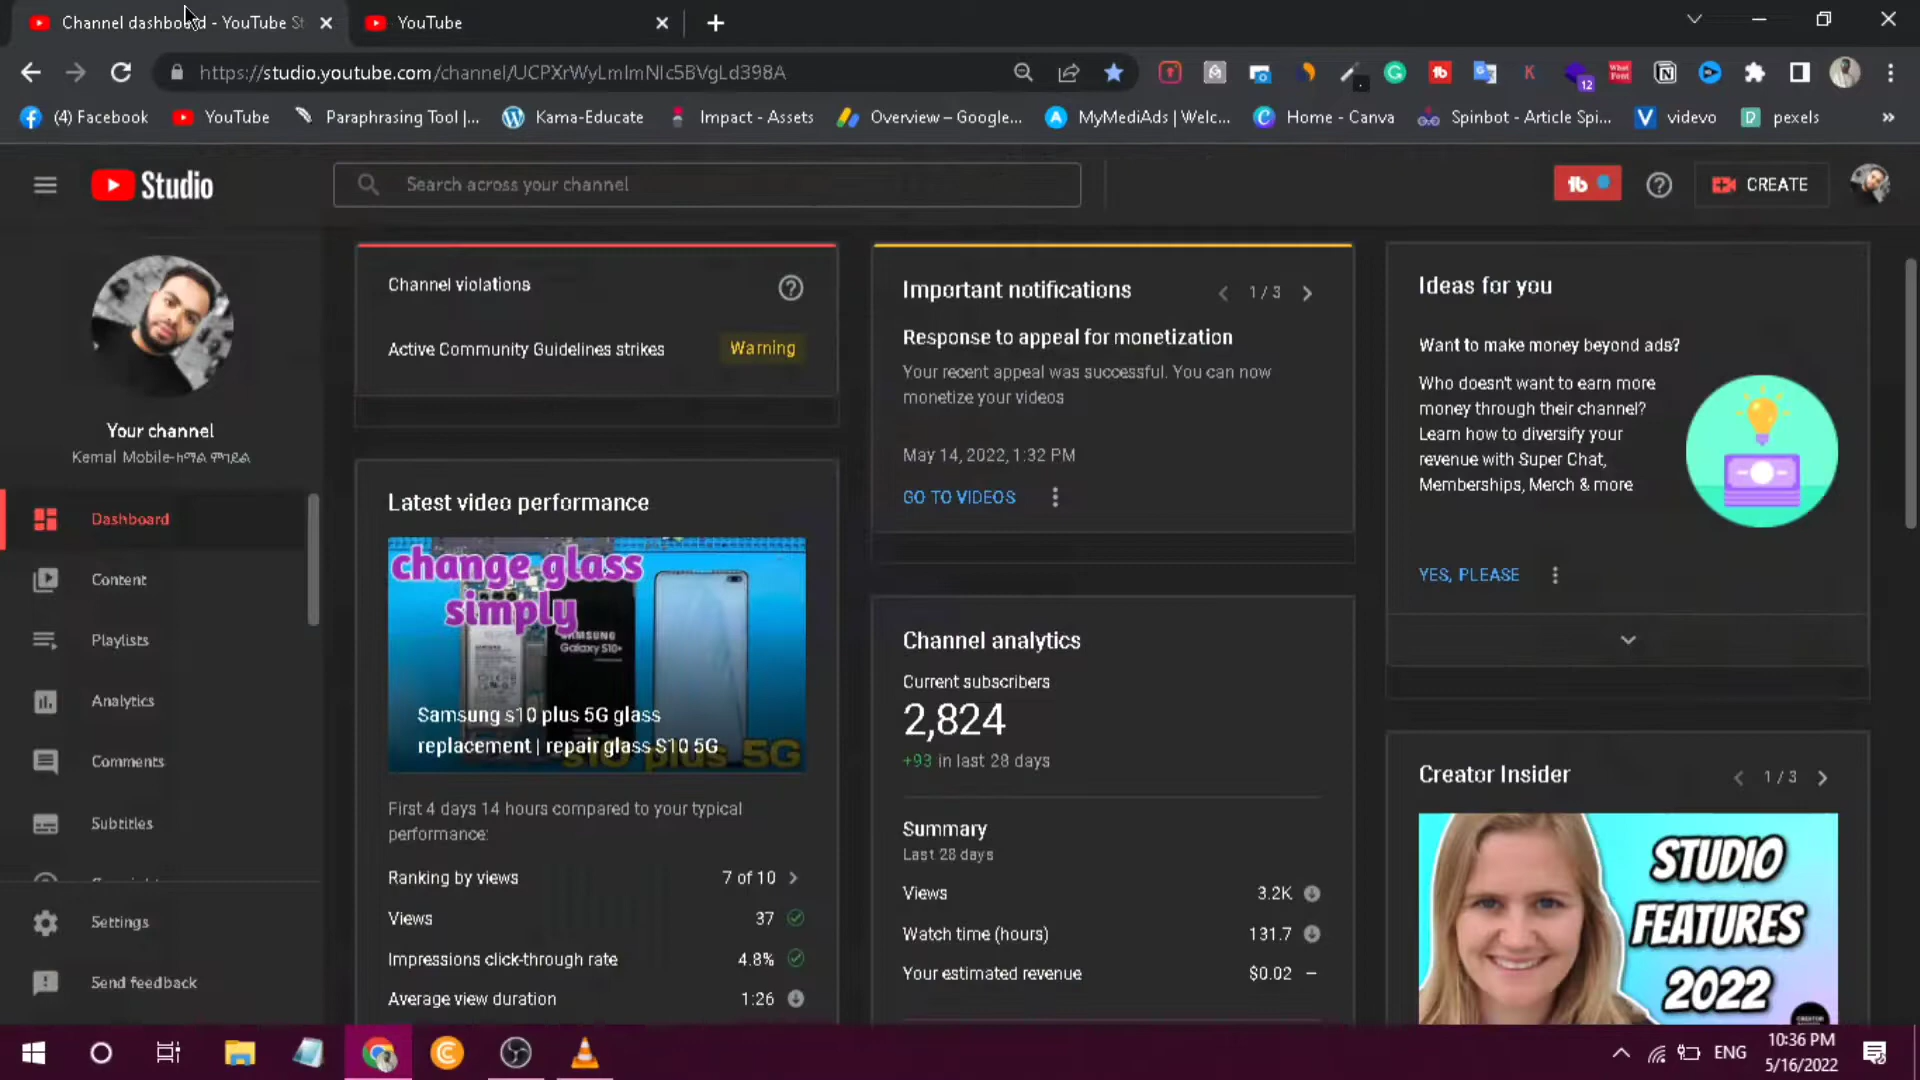 Channel dashboard - YouTube St
YouTube
https://studio.youtube.com/channel/UCPXrWyLmImNIc5BVgLd398A
12
(4) Facebook
YouTube
Paraphrasing Tool |...
Kama-Educate
Impact - Assets
Overview – Google...
MyMediAds | Welc...
Home - Canva
Spinbot - Article Spi...
videvo
pexels
»
Studio
Search across your channel
tb
CREATE
Your channel
Kemal Mobile-ከማል ሞባይል
Dashboard
Content
Playlists
Analytics
Comments
Subtitles
Settings
Send feedback
Channel violations
Active Community Guidelines strikes
Warning
Latest video performance
change glass
simply
SAMSUNG
Galaxy S10+
Samsung s10 plus 5G glass
replacement | repair glass S10 5G
s10 plus 5G
First 4 days 14 hours compared to your typical
performance:
Ranking by views
7 of 10
Views
37
Impressions click-through rate
4.8%
Average view duration
1:26
Important notifications
1 / 3
Response to appeal for monetization
Your recent appeal was successful. You can now
monetize your videos
May 14, 2022, 1:32 PM
GO TO VIDEOS
Channel analytics
Current subscribers
2,824
+93 in last 28 days
Summary
Last 28 days
Views
3.2K
Watch time (hours)
131.7
Your estimated revenue
$0.02 —
Ideas for you
Want to make money beyond ads?
Who doesn't want to earn more
money through their channel?
Learn how to diversify your
revenue with Super Chat,
Memberships, Merch & more
YES, PLEASE
Creator Insider
1 / 3
STUDIO
FEATURES
2022
ENG
10:36 PM
5/16/2022